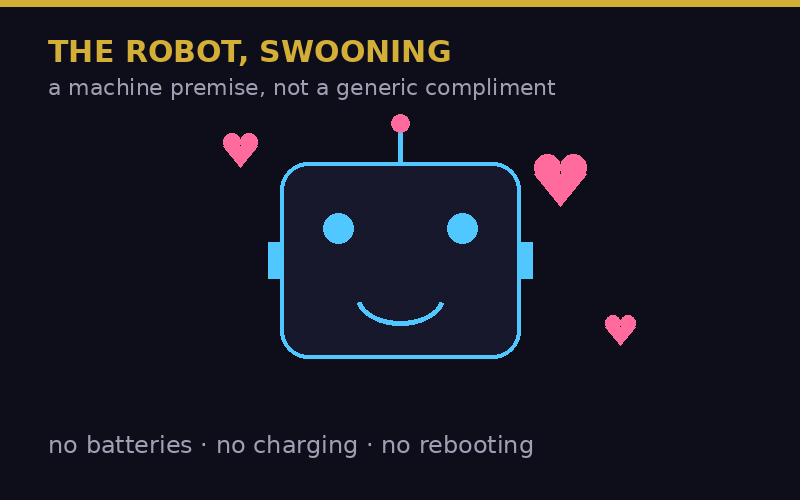 THE ROBOT, SWOONING
a machine premise, not a generic compliment
no batteries · no charging · no rebooting